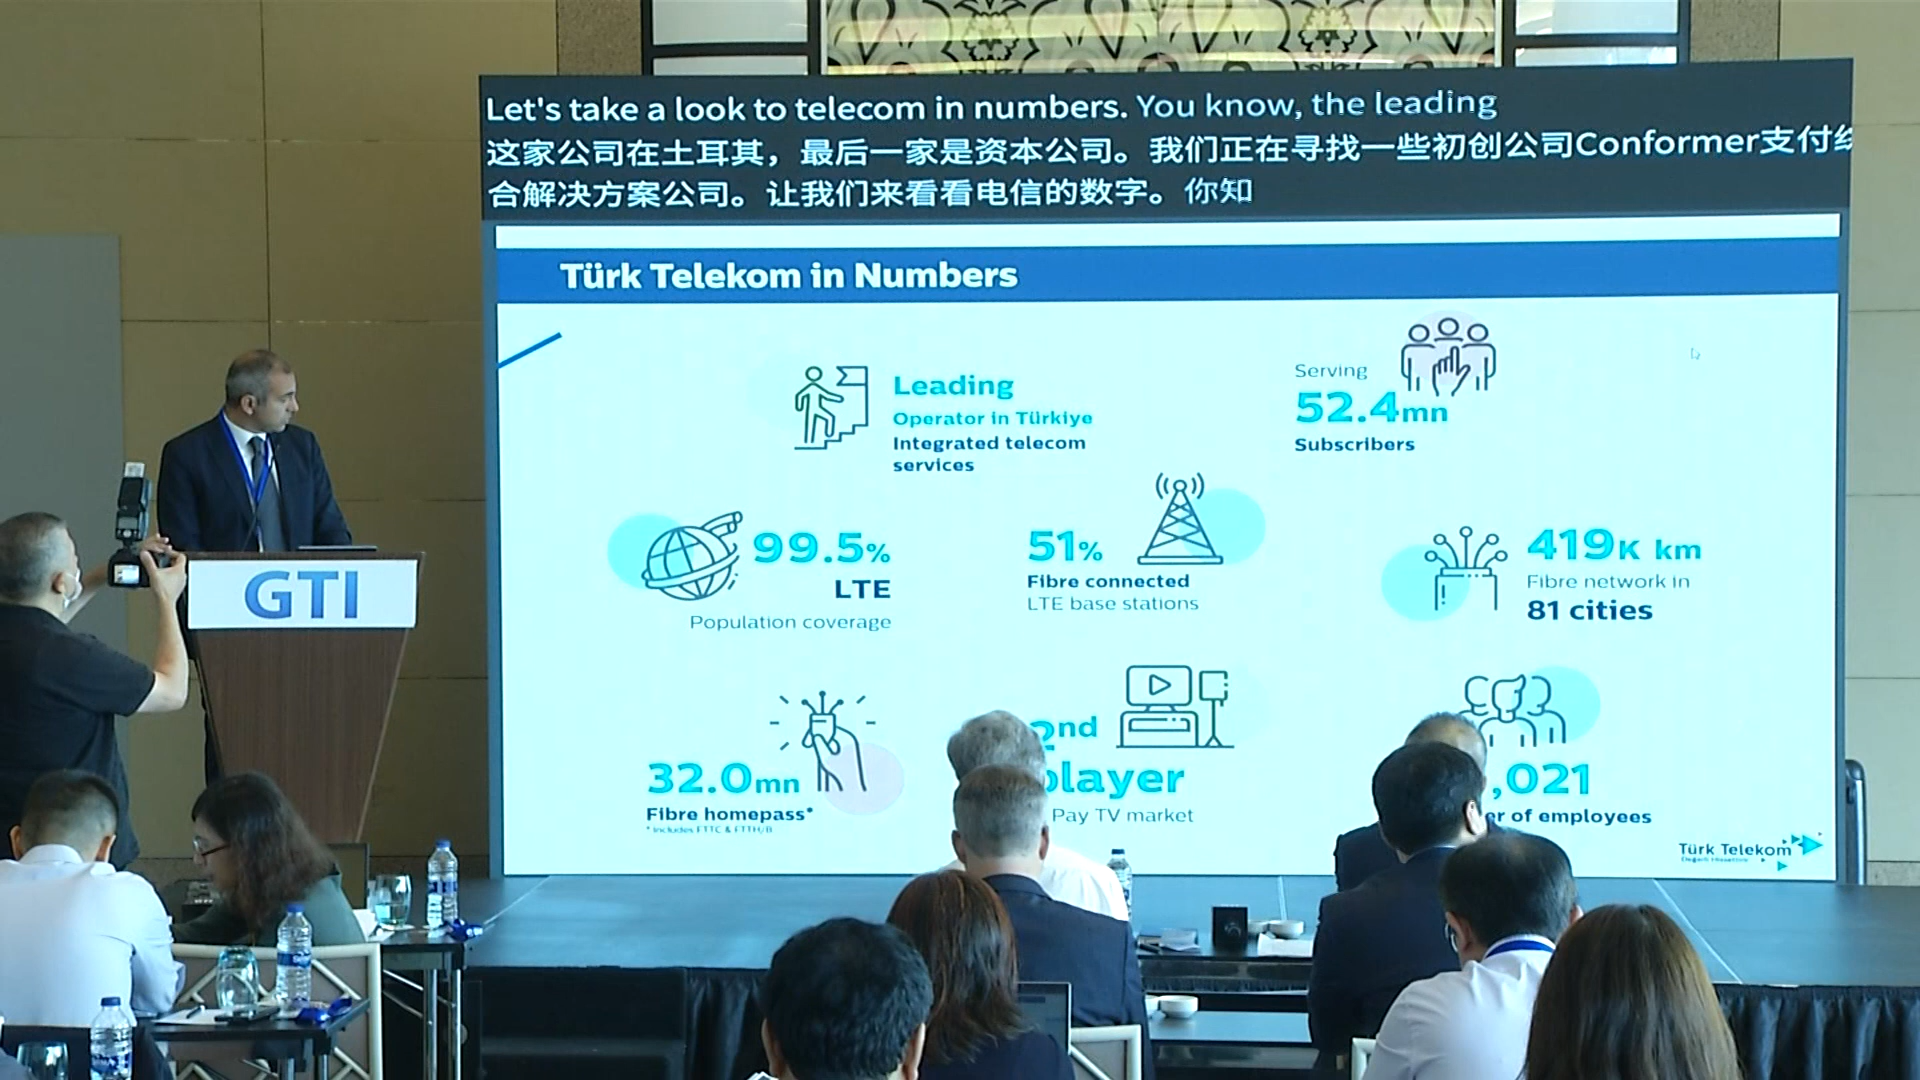 Let's take a look to telecom in numbers. You know, the leading
这家公司在土耳其，最后一家是资本公司。我们正在寻找一些初创公司Conformer支付综
合解决方案公司。让我们来看看电信的数字。你知
Türk Telekom in Numbers
Leading
Operator in Türkiye
Integrated telecom
services
Serving
52.4mn
Subscribers
99.5%
LTE
Population coverage
51%
Fibre connected
LTE base stations
419K km
Fibre network in
81 cities
32.0mn
Fibre homepass*
* Includes FTTC & FTTH/B
2nd
player
Pay TV market
,021
of employees
Türk Telekom
GTI